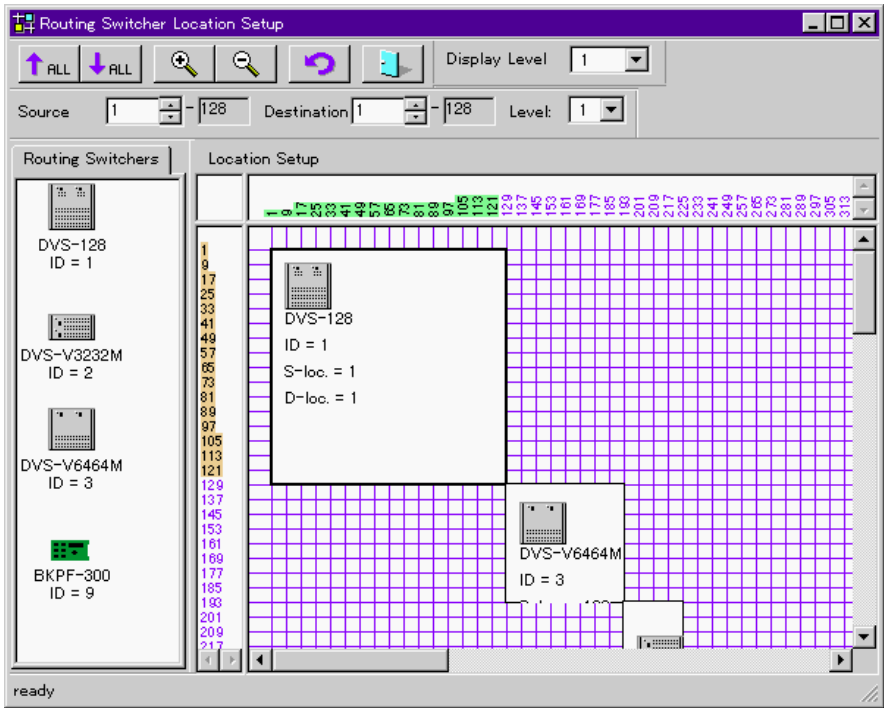 Routing Switcher Location Setup
ALL ALL Display Level 1
Source 1 - 128 Destination 1 - 128 Level: 1
Routing Switchers
Location Setup
1 9 17 25 33 41 49 57 65 73 81 89 97 105 113 121 129 137 145 153 161 169 177 185 193 201 209 217 225 233 241 249 257 265 273 281 289 297 305 313
DVS-128
ID = 1
DVS-V3232M
ID = 2
DVS-V6464M
ID = 3
BKPF-300
ID = 9
1
9
17
25
33
41
49
57
65
73
81
89
97
105
113
121
129
137
145
153
161
169
177
185
193
201
209
217
DVS-128
ID = 1
S-loc. = 1
D-loc. = 1
DVS-V6464M
ID = 3
ready